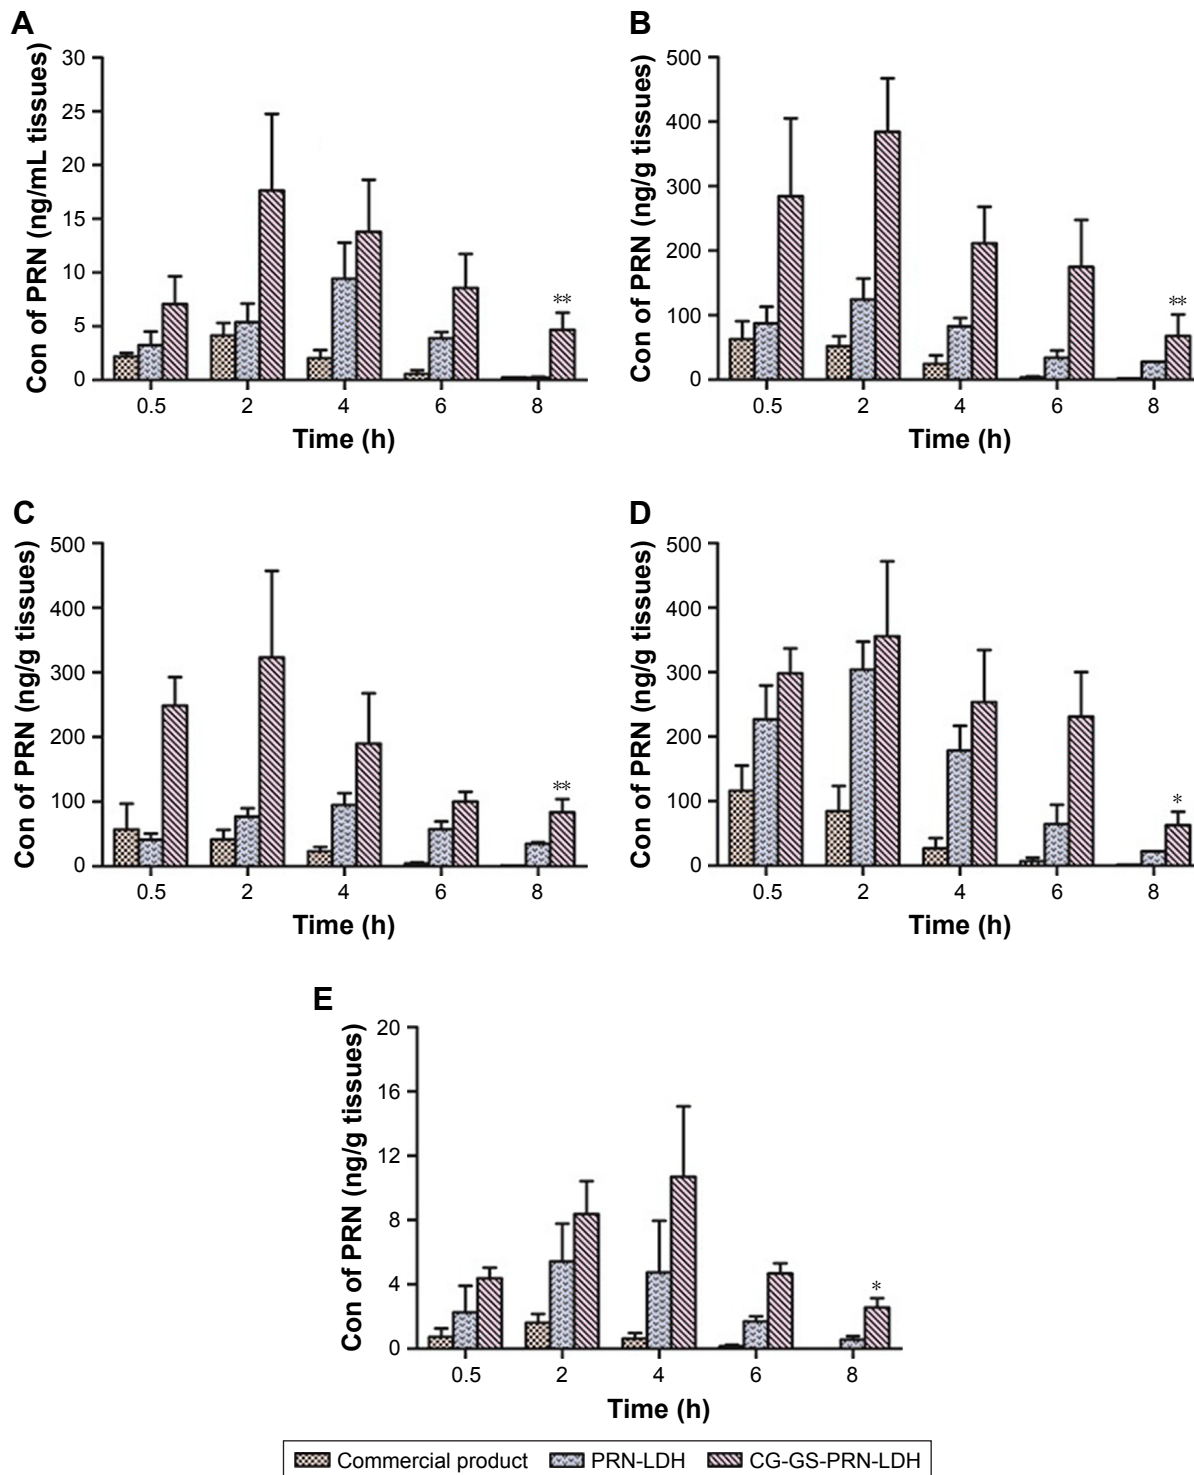 A
Con of PRN (ng/mL tissues)
30
25
20
15
10
5
0
**
0.5 2 4 6 8
Time (h)
B
Con of PRN (ng/g tissues)
500
400
300
200
100
0
**
0.5 2 4 6 8
Time (h)
C
Con of PRN (ng/g tissues)
500
400
300
200
100
0
**
0.5 2 4 6 8
Time (h)
D
Con of PRN (ng/g tissues)
500
400
300
200
100
0
*
0.5 2 4 6 8
Time (h)
E
Con of PRN (ng/g tissues)
20
16
12
8
4
0
*
0.5 2 4 6 8
Time (h)
Commercial product PRN-LDH CG-GS-PRN-LDH